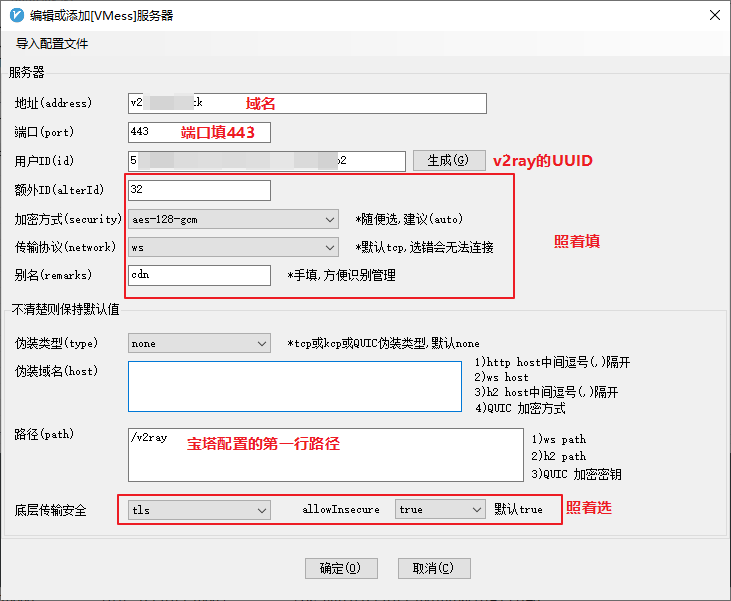 编辑或添加[VMess]服务器
导入配置文件
服务器
地址(address) v2 tk 域名
端口(port) 443 端口填443
用户ID(id) 5 b2 生成(G) v2ray的UUID
额外ID(alterId) 32
加密方式(security) aes-128-gcm *随便选,建议(auto)
传输协议(network) ws *默认tcp,选错会无法连接 照着填
别名(remarks) cdn *手填,方便识别管理
不清楚则保持默认值
伪装类型(type) none *tcp或kcp或QUIC伪装类型,默认none
伪装域名(host) 1)http host中间逗号(,)隔开
2)ws host
3)h2 host中间逗号(,)隔开
4)QUIC 加密方式
路径(path) /v2ray 宝塔配置的第一行路径 1)ws path
2)h2 path
3)QUIC 加密密钥
底层传输安全 tls allowInsecure true 默认true 照着选
确定(O) 取消(C)